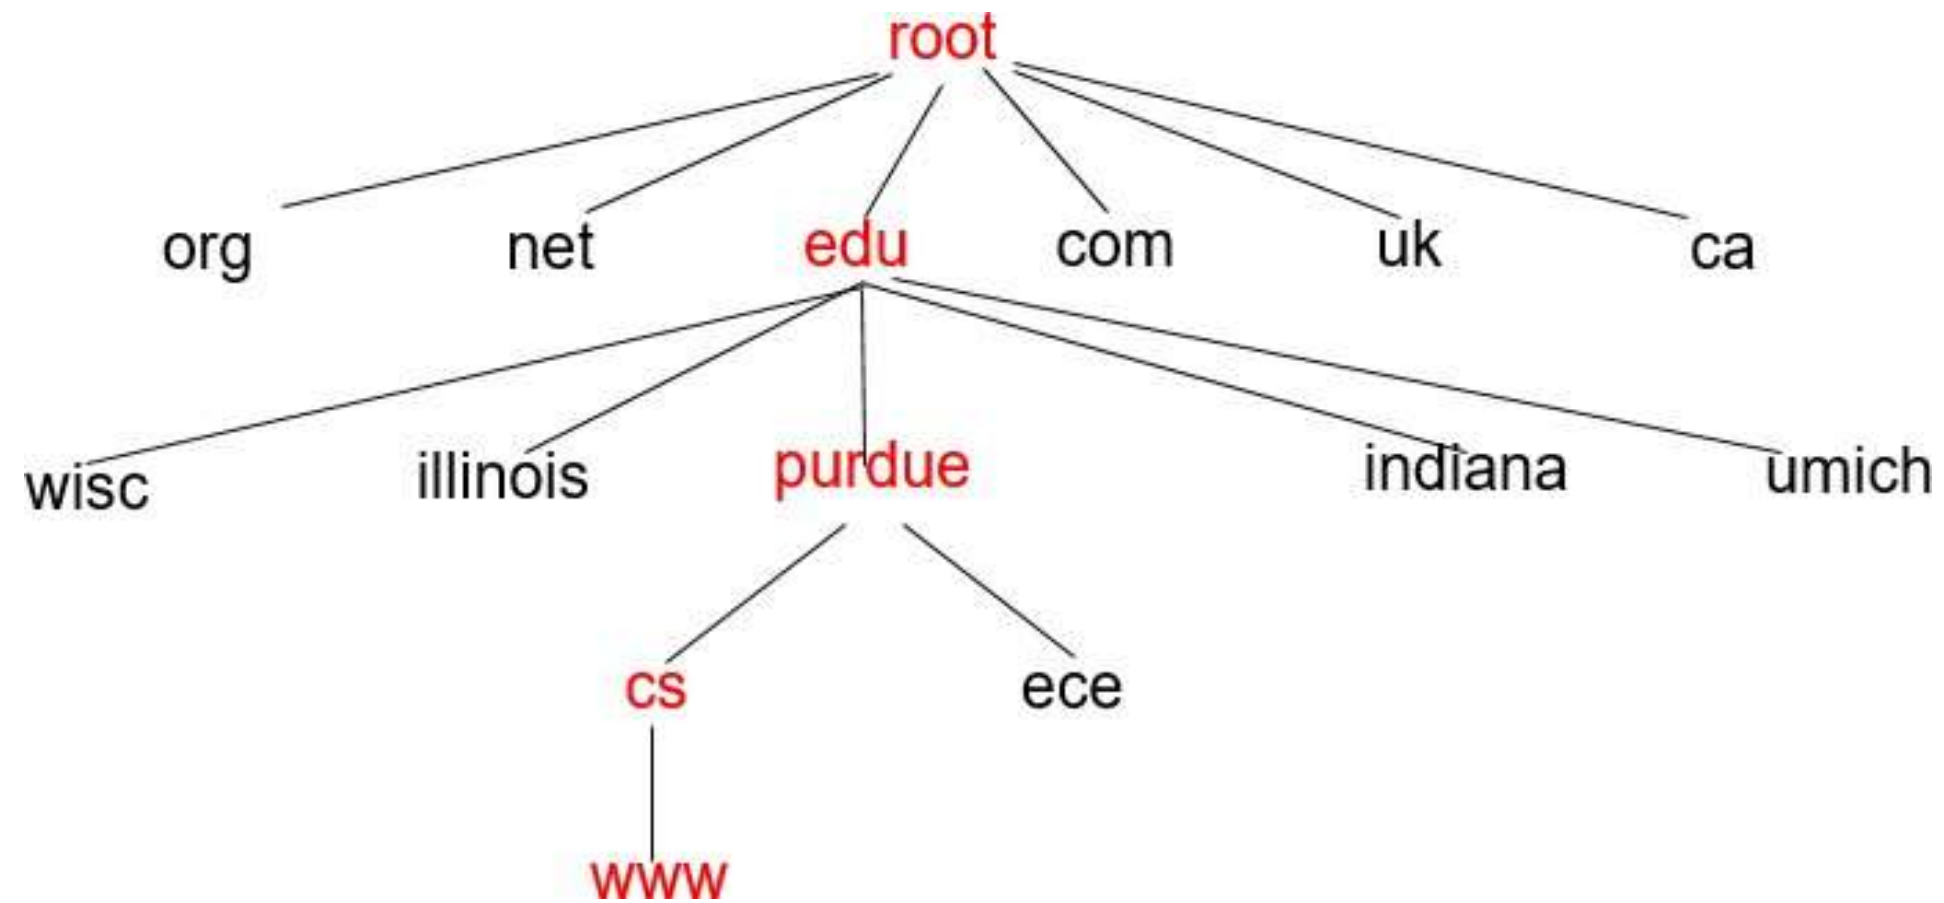 root
org net edu com uk ca
wisc illinois purdue indiana umich
cs ece
www